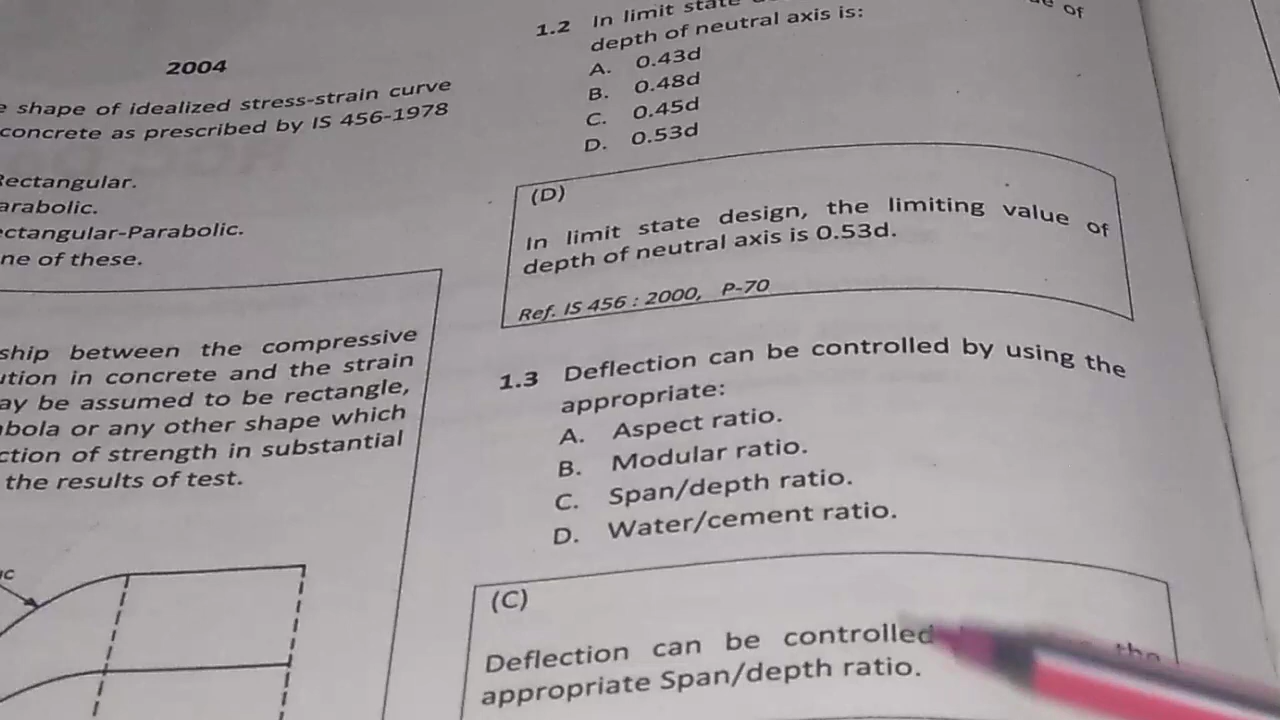 2004
shape of idealized stress-strain curve
concrete as prescribed by IS 456-1978
Rectangular.
arabolic.
ectangular-Parabolic.
ne of these.
ship between the compressive
ution in concrete and the strain
ay be assumed to be rectangle,
abola or any other shape which
ction of strength in substantial
the results of test.
1.2 In limit state
of
depth of neutral axis is:
A. 0.43d
B. 0.48d
C. 0.45d
D. 0.53d
(D)
In limit state design, the limiting value of
depth of neutral axis is 0.53d.
Ref. IS 456 : 2000, P-70
1.3 Deflection can be controlled by using the
appropriate:
A. Aspect ratio.
B. Modular ratio.
C. Span/depth ratio.
D. Water/cement ratio.
(C)
Deflection can be controlled the
appropriate Span/depth ratio.